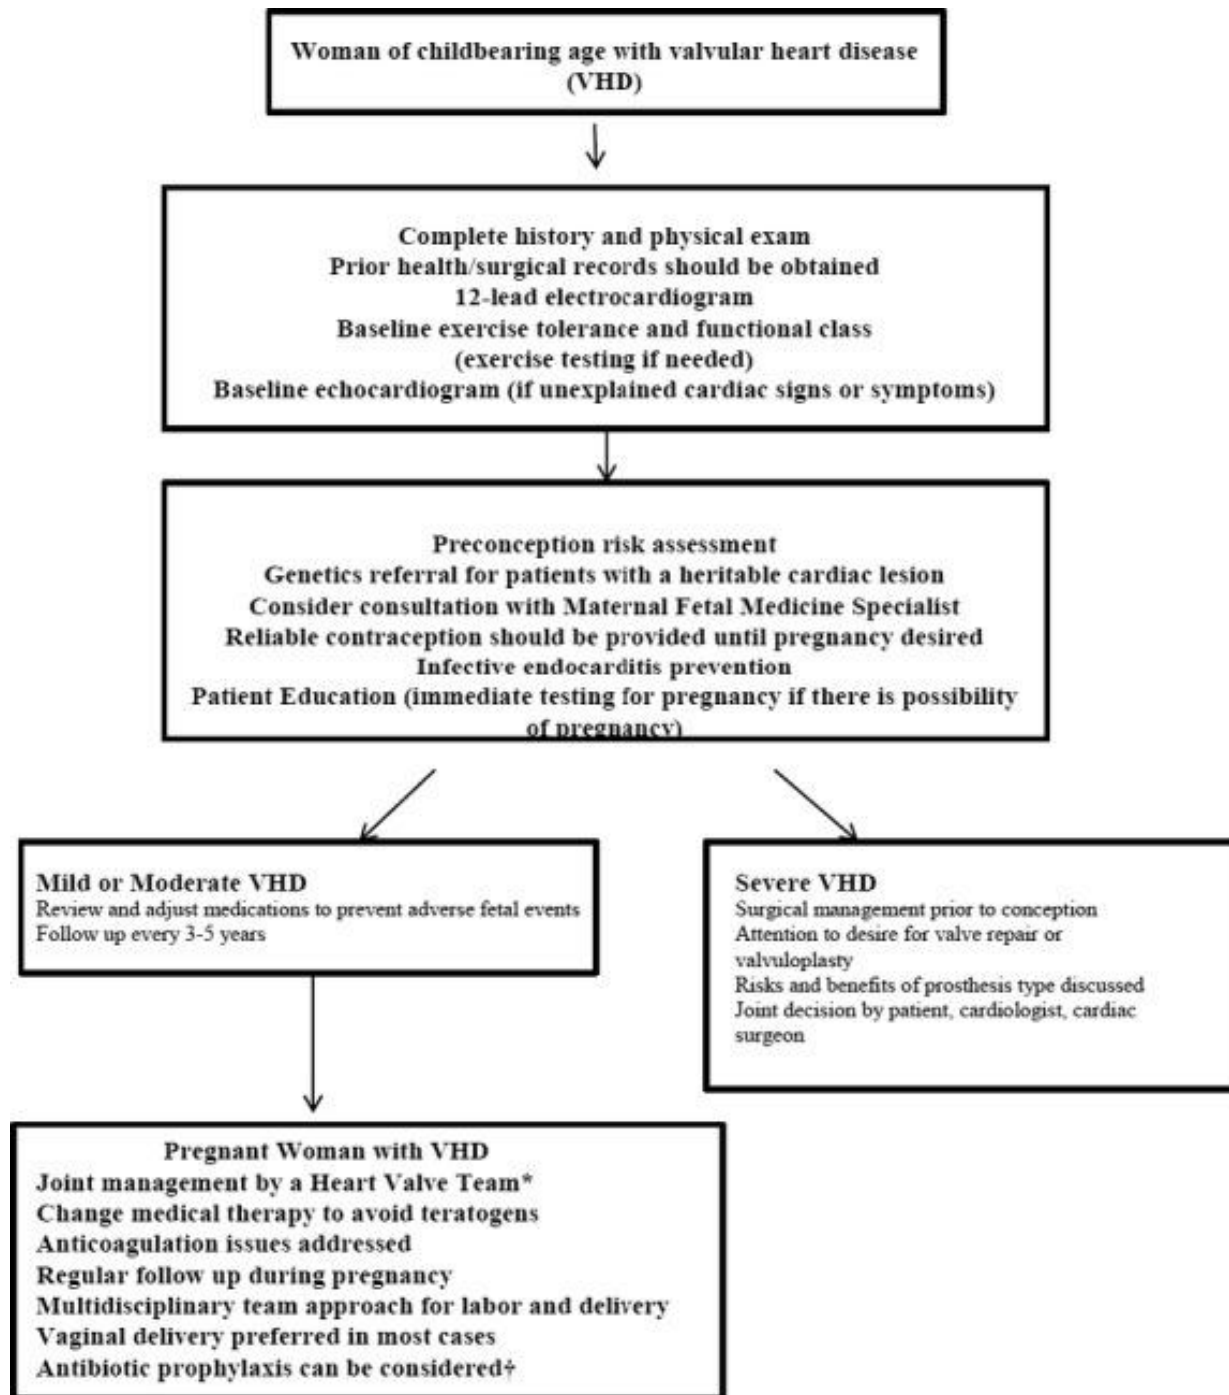 Woman of childbearing age with valvular heart disease
(VHD)
Complete history and physical exam
Prior health/surgical records should be obtained
12-lead electrocardiogram
Baseline exercise tolerance and functional class
(exercise testing if needed)
Baseline echocardiogram (if unexplained cardiac signs or symptoms)
Preconception risk assessment
Genetics referral for patients with a heritable cardiac lesion
Consider consultation with Maternal Fetal Medicine Specialist
Reliable contraception should be provided until pregnancy desired
Infective endocarditis prevention
Patient Education (immediate testing for pregnancy if there is possibility
of pregnancy)
Mild or Moderate VHD
Review and adjust medications to prevent adverse fetal events
Follow up every 3-5 years
Severe VHD
Surgical management prior to conception
Attention to desire for valve repair or
valvuloplasty
Risks and benefits of prosthesis type discussed
Joint decision by patient, cardiologist, cardiac
surgeon
Pregnant Woman with VHD
Joint management by a Heart Valve Team*
Change medical therapy to avoid teratogens
Anticoagulation issues addressed
Regular follow up during pregnancy
Multidisciplinary team approach for labor and delivery
Vaginal delivery preferred in most cases
Antibiotic prophylaxis can be considered†